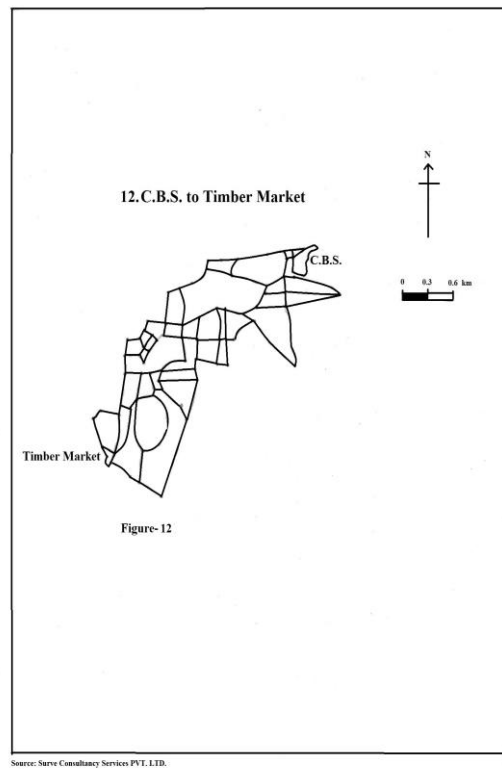 N
12.C.B.S. to Timber Market
C.B.S.
0 0.3 0.6 km
Timber Market
Figure- 12
Source: Surve Consultancy Services PVT. LTD.